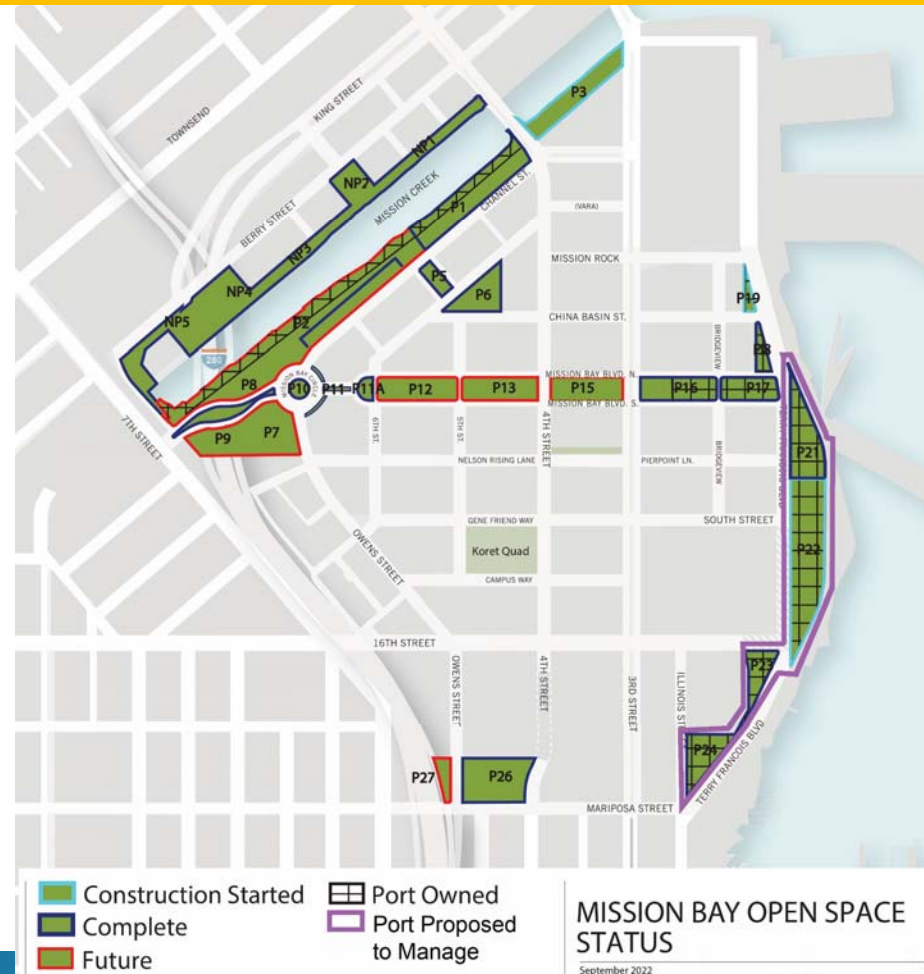 P3
KING STREET
TOWNSEND
NP1
NP2
MISSION CREEK
CHANNEL ST.
P1
(VARA)
BERRY STREET
NP3
MISSION ROCK
P5
P6
NP4
P19
NP5
P2
CHINA BASIN ST.
280
BRIDGEVIEW
P18
MISSION BAY BLVD. N.
P8
MISSION BAY CIRCLE
P10
P11
P11A
P12
P13
P15
P16
P17
MISSION BAY BLVD. S.
7TH STREET
P9
P7
6TH ST.
5TH ST.
4TH STREET
BRIDGEVIEW
P21
NELSON RISING LANE
PIERPOINT LN.
GENE FRIEND WAY
SOUTH STREET
OWENS STREET
Koret Quad
P22
CAMPUS WAY
16TH STREET
P23
OWENS STREET
4TH STREET
3RD STREET
ILLINOIS ST
P24
TERRY FRANCOIS BLVD
P27
P26
MARIPOSA STREET
Construction Started
Complete
Future
Port Owned
Port Proposed
to Manage
MISSION BAY OPEN SPACE
STATUS
September 2022